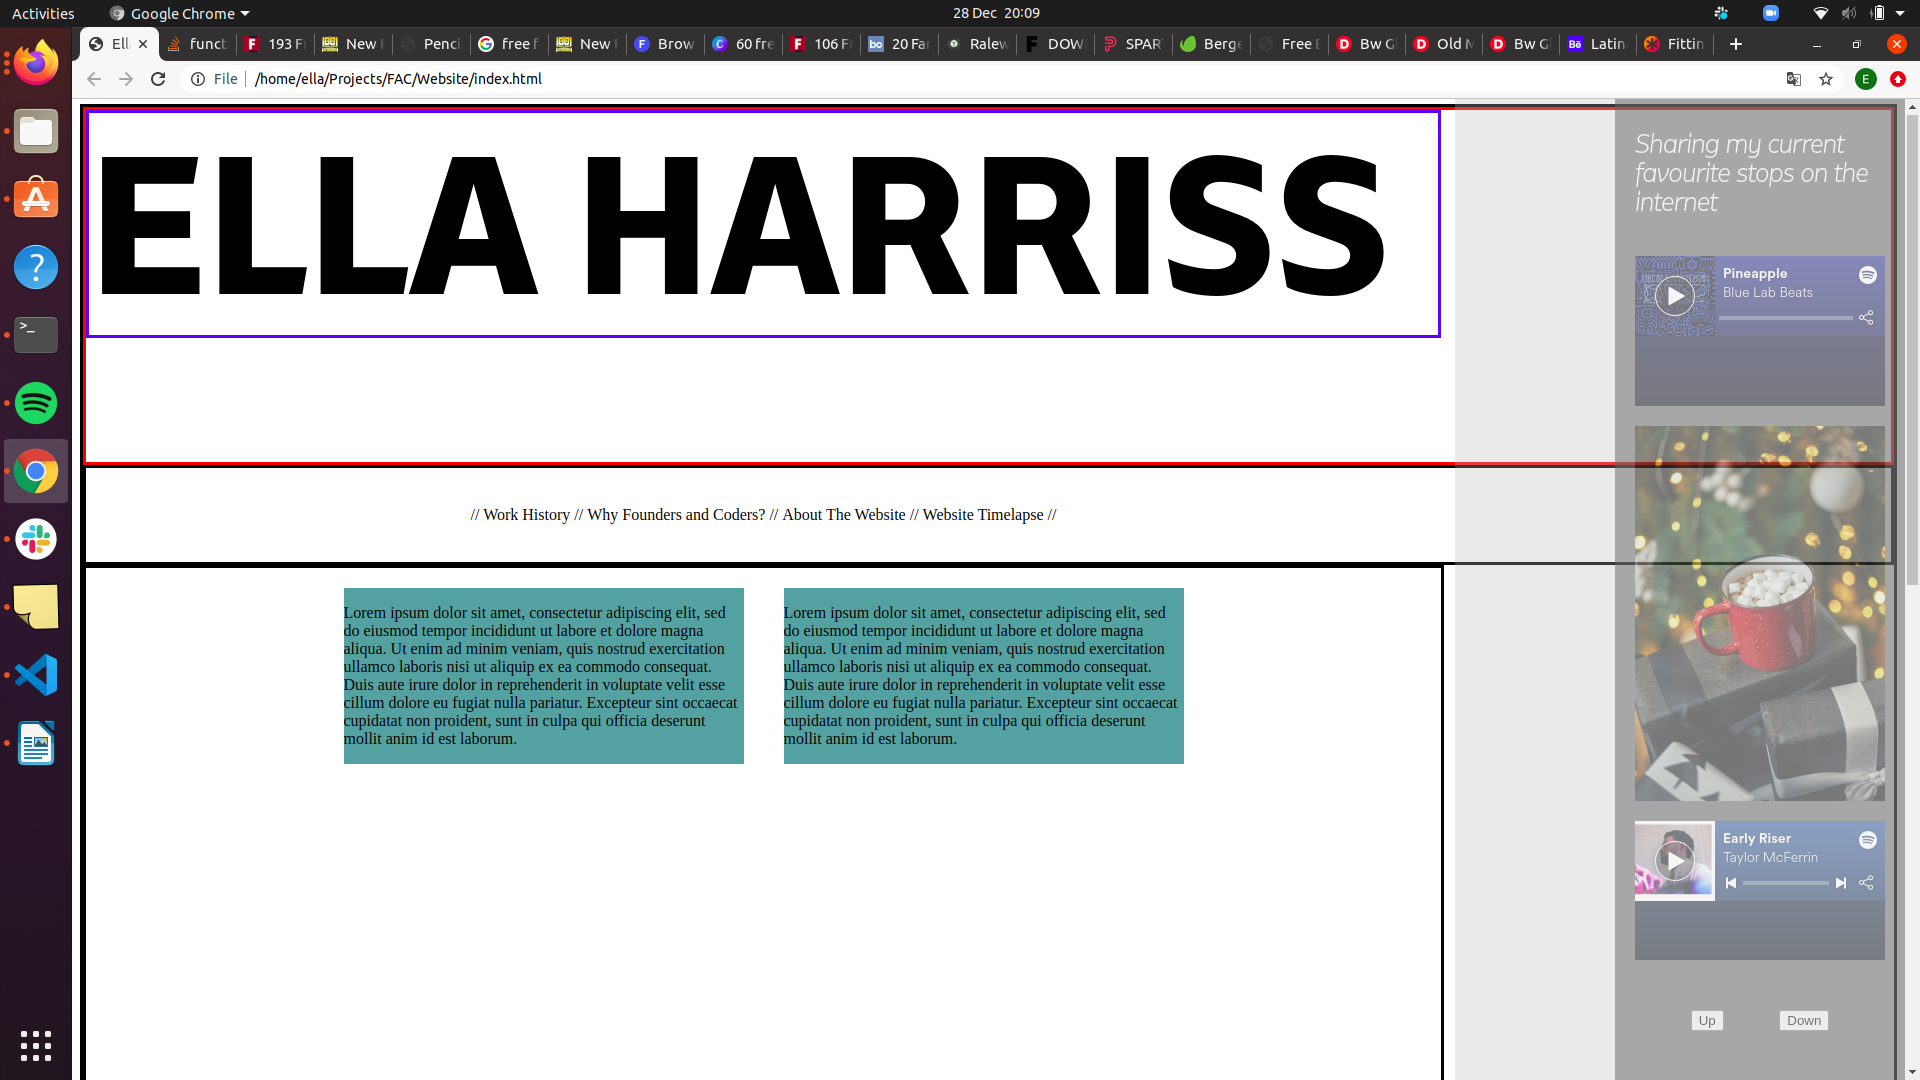 Activities
Google Chrome
28 Dec 20:09
Ell
funct
193 Fr
New F
Penci
free f
New F
Brow
60 fre
106 F
20 Fan
Ralew
DOW
SPAR
Berge
Free
Bw G
Old M
Bw G
Latin
Fittin
File
/home/ella/Projects/FAC/Website/index.html
E
ELLA HARRISS
Sharing my current
favourite stops on the
internet
Pineapple
Blue Lab Beats
// Work History // Why Founders and Coders? // About The Website // Website Timelapse //
Lorem ipsum dolor sit amet, consectetur adipiscing elit, sed
do eiusmod tempor incididunt ut labore et dolore magna
aliqua. Ut enim ad minim veniam, quis nostrud exercitation
ullamco laboris nisi ut aliquip ex ea commodo consequat.
Duis aute irure dolor in reprehenderit in voluptate velit esse
cillum dolore eu fugiat nulla pariatur. Excepteur sint occaecat
cupidatat non proident, sunt in culpa qui officia deserunt
mollit anim id est laborum.
Lorem ipsum dolor sit amet, consectetur adipiscing elit, sed
do eiusmod tempor incididunt ut labore et dolore magna
aliqua. Ut enim ad minim veniam, quis nostrud exercitation
ullamco laboris nisi ut aliquip ex ea commodo consequat.
Duis aute irure dolor in reprehenderit in voluptate velit esse
cillum dolore eu fugiat nulla pariatur. Excepteur sint occaecat
cupidatat non proident, sunt in culpa qui officia deserunt
mollit anim id est laborum.
Early Riser
Taylor McFerrin
Up
Down